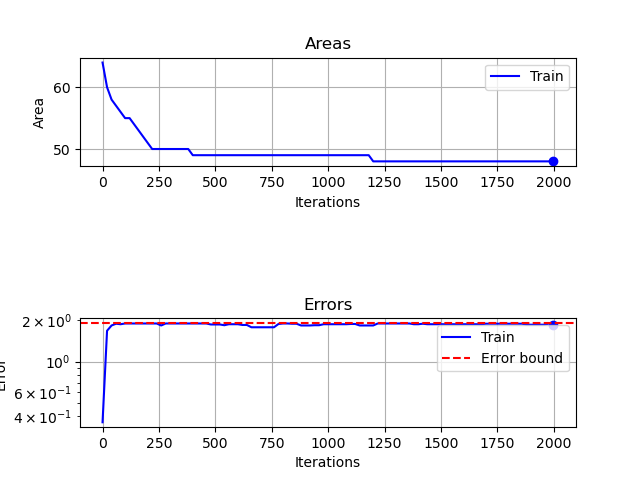 Areas
Area
60
50
Train
0 250 500 750 1000 1250 1500 1750 2000
Iterations
Errors
Error
2 × 10⁰
10⁰
6 × 10⁻¹
4 × 10⁻¹
Train
Error bound
0 250 500 750 1000 1250 1500 1750 2000
Iterations